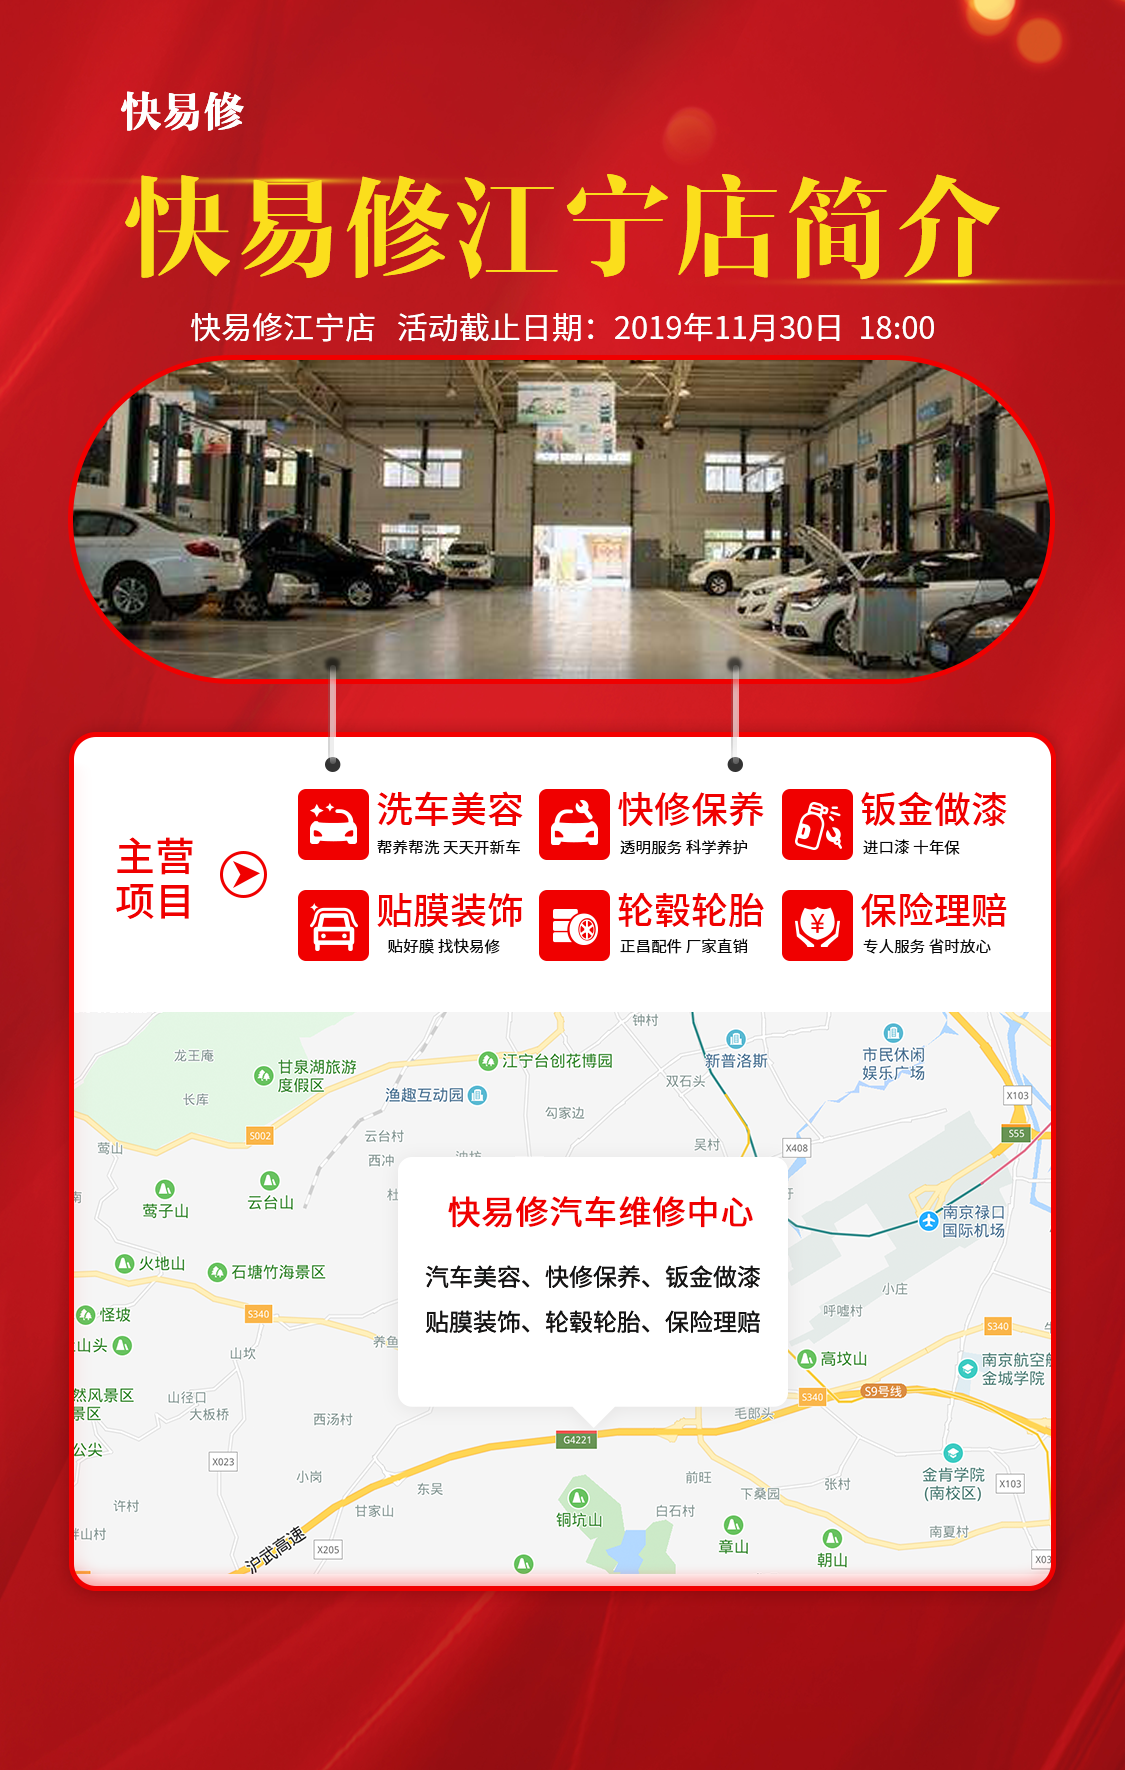 快易修
快易修江宁店简介
快易修江宁店 活动截止日期：2019年11月30日 18:00
主营
项目
洗车美容
帮养帮洗 天天开新车
快修保养
透明服务 科学养护
钣金做漆
进口漆 十年保
贴膜装饰
贴好膜 找快易修
轮毂轮胎
正昌配件 厂家直销
保险理赔
专人服务 省时放心
钟村
龙王庵
甘泉湖旅游
度假区
江宁台创花博园
新普洛斯
市民休闲
娱乐广场
双石头
长库
渔趣互动园
X103
勾家边
S002
云台村
S55
莺山
吴村
X408
西冲
莺子山
云台山
杜
南京禄口
国际机场
火地山
石塘竹海景区
小庄
怪坡
S340
呼嘘村
S340
山头
山坎
养鱼
高坟山
南京航空航
金城学院
然风景区
景区
山径口
大板桥
S340
S9号线
西汤村
毛郎头
G4221
公尖
X023
小岗
东吴
前旺
张村
金肯学院
(南校区)
X103
下桑园
许村
甘家山
铜坑山
白石村
章山
朝山
南夏村
沪武高速
X205
X03
快易修汽车维修中心
汽车美容、快修保养、钣金做漆
贴膜装饰、轮毂轮胎、保险理赔